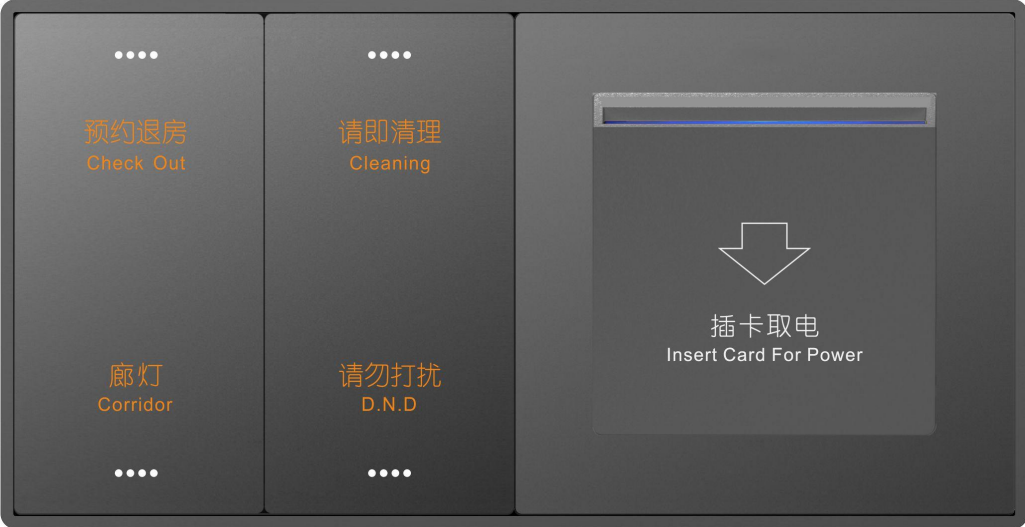 预约退房
Check Out
请即清理
Cleaning
廊灯
Corridor
请勿打扰
D.N.D
插卡取电
Insert Card For Power